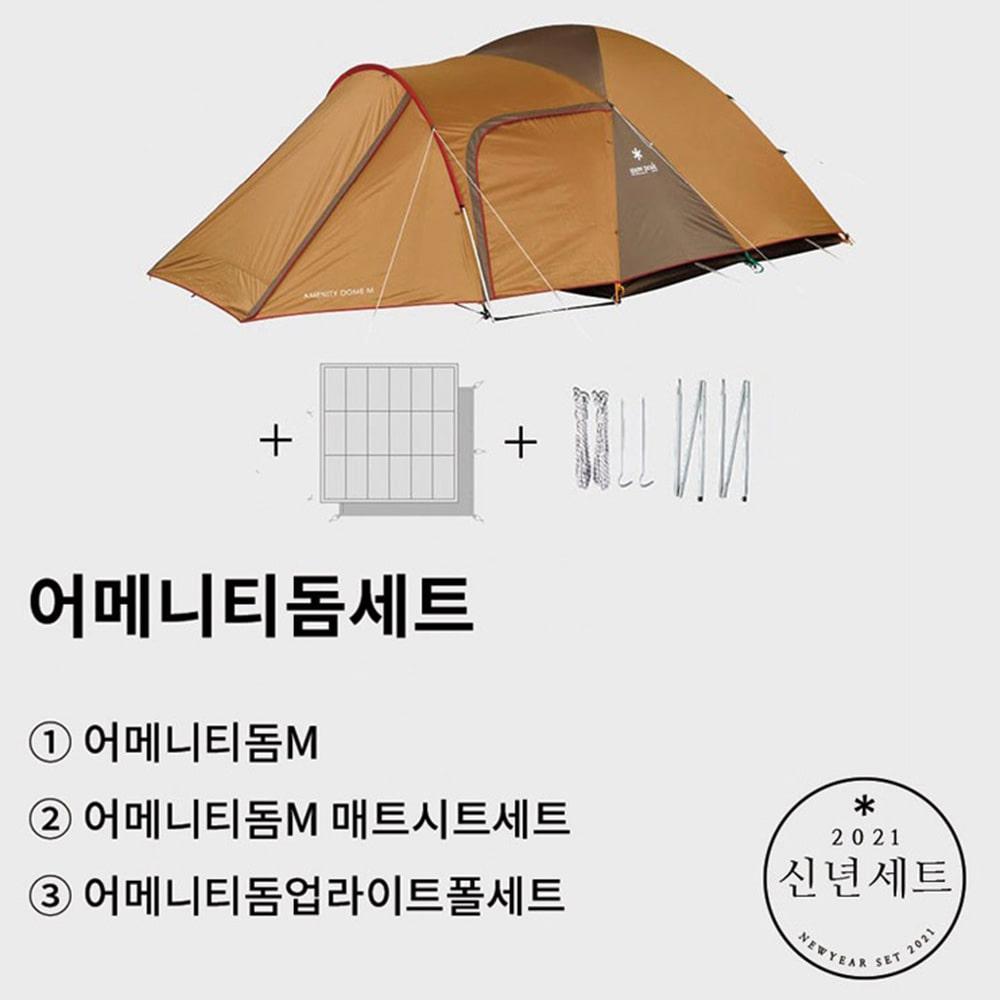 snow peak
AMENITY DOME M
어메니티돔세트
① 어메니티돔M
② 어메니티돔M 매트시트세트
③ 어메니티돔업라이트폴세트
2021
신년세트
NEWYEAR SET 2021